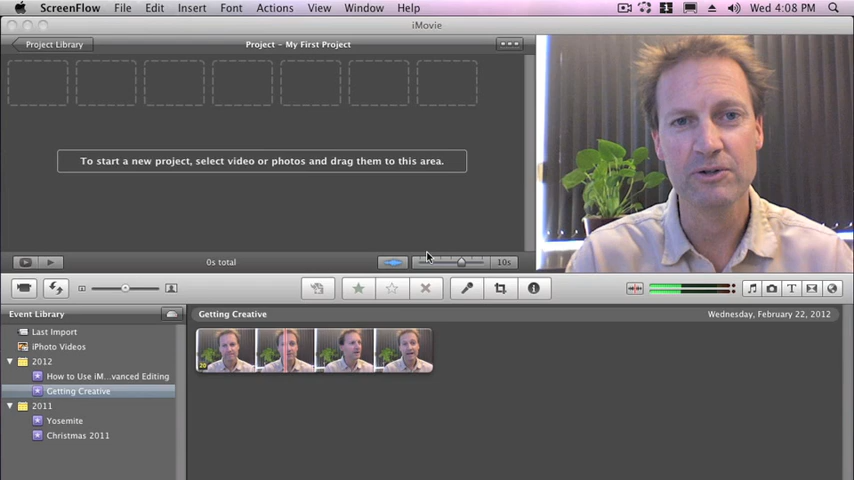 ScreenFlow File Edit Insert Font Actions View Window Help 1 Wed 4:08 PM
iMovie
Project Library Project - My First Project
To start a new project, select video or photos and drag them to this area.
0s total 10s
Event Library Getting Creative Wednesday, February 22, 2012
Last Import
iPhoto Videos
2012
How to Use iM...vanced Editing
Getting Creative
2011
Yosemite
Christmas 2011
20